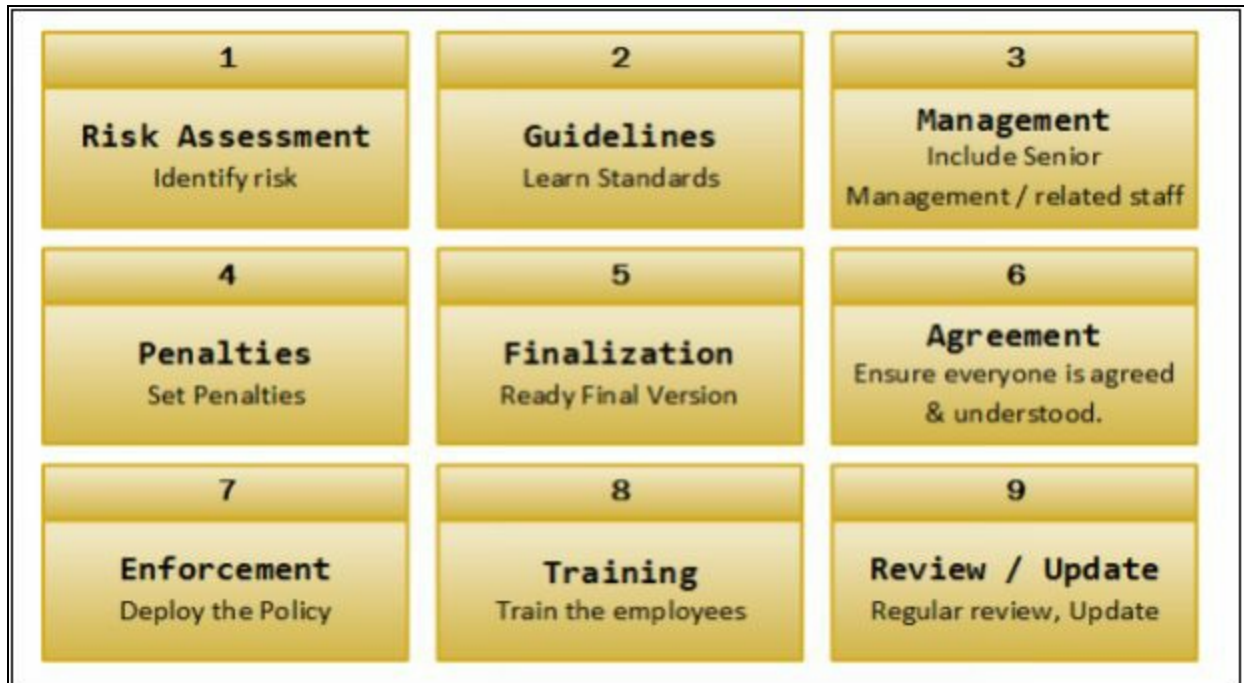 1
Risk Assessment
Identify risk
2
Guidelines
Learn Standards
3
Management
Include Senior
Management / related staff
4
Penalties
Set Penalties
5
Finalization
Ready Final Version
6
Agreement
Ensure everyone is agreed
& understood.
7
Enforcement
Deploy the Policy
8
Training
Train the employees
9
Review / Update
Regular review, Update